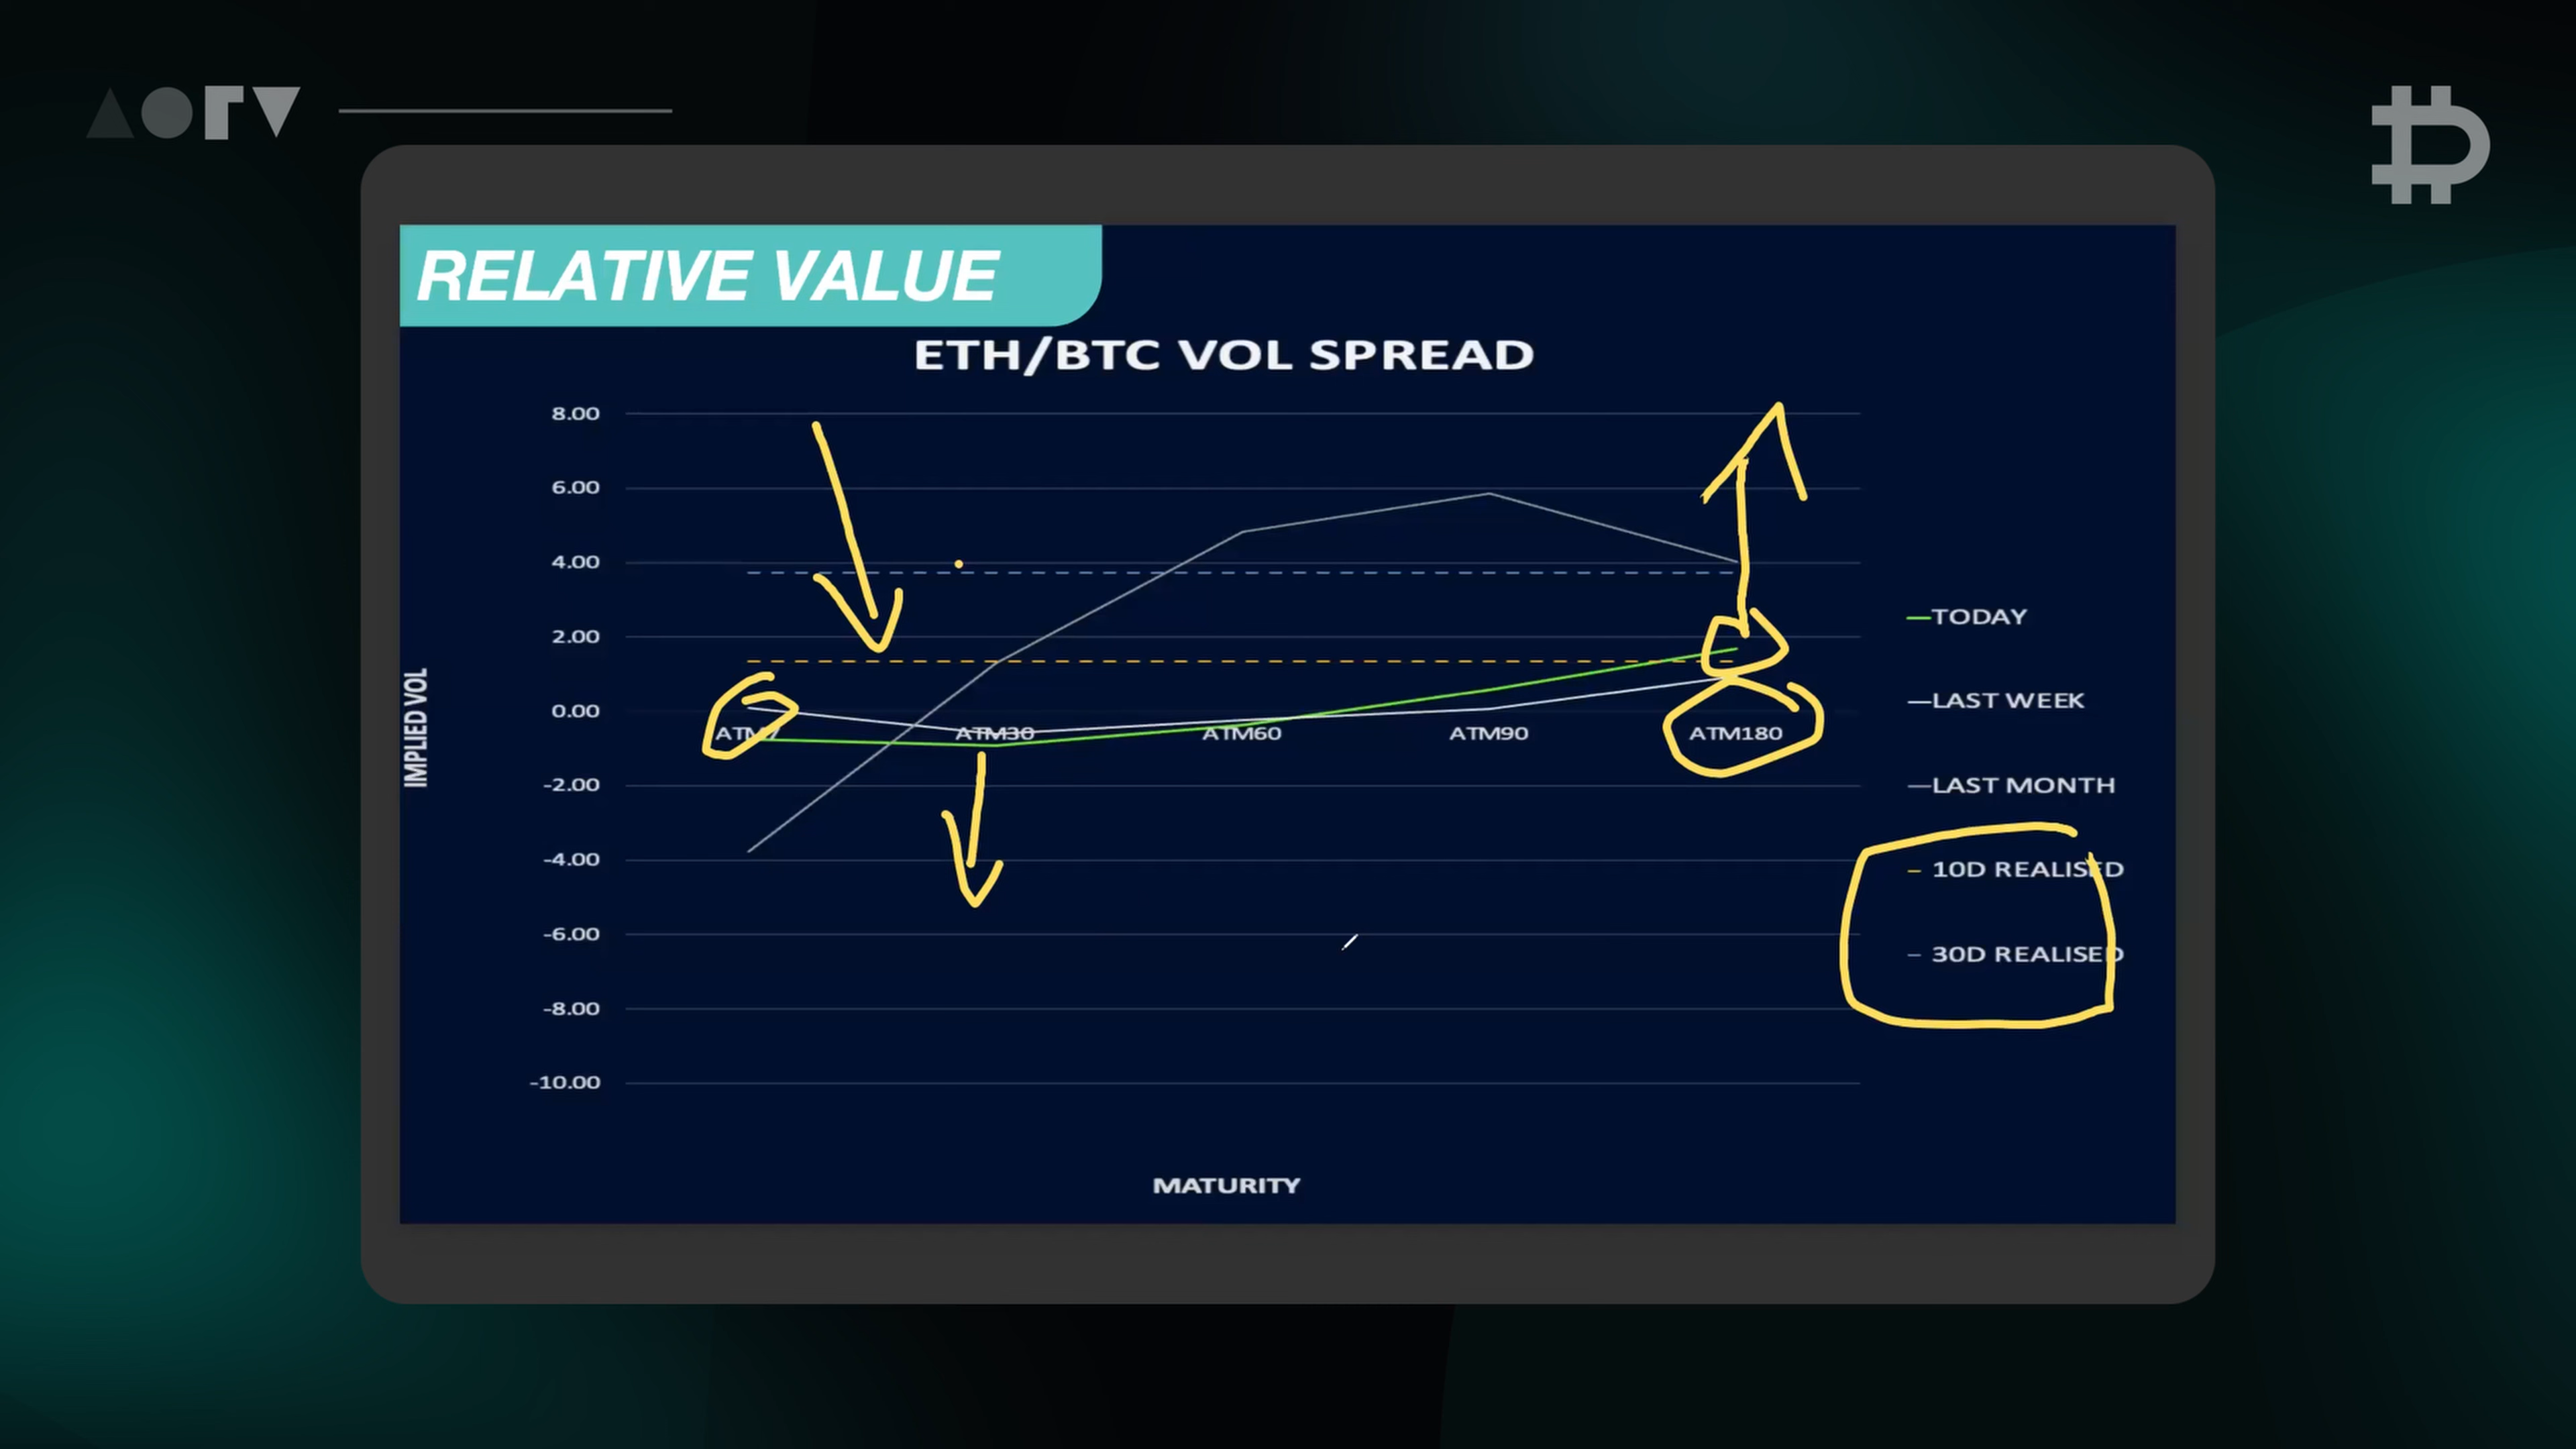 RELATIVE VALUE
ETH/BTC VOL SPREAD
8.00
6.00
4.00
2.00
0.00
-2.00
-4.00
-6.00
-8.00
-10.00
IMPLIED VOL
ATM7
ATM30
ATM60
ATM90
ATM180
MATURITY
TODAY
LAST WEEK
LAST MONTH
10D REALISED
30D REALISED